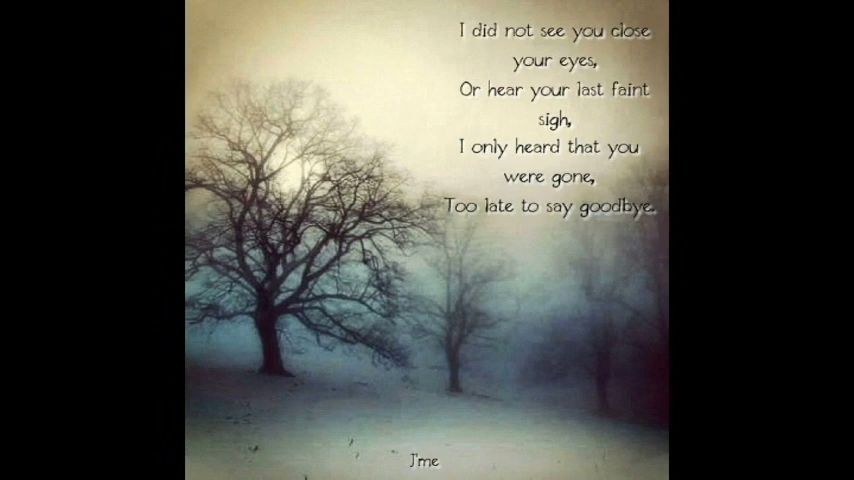 I did not see you close
your eyes,
Or hear your last faint
sigh,
I only heard that you
were gone,
Too late to say goodbye.
J'me